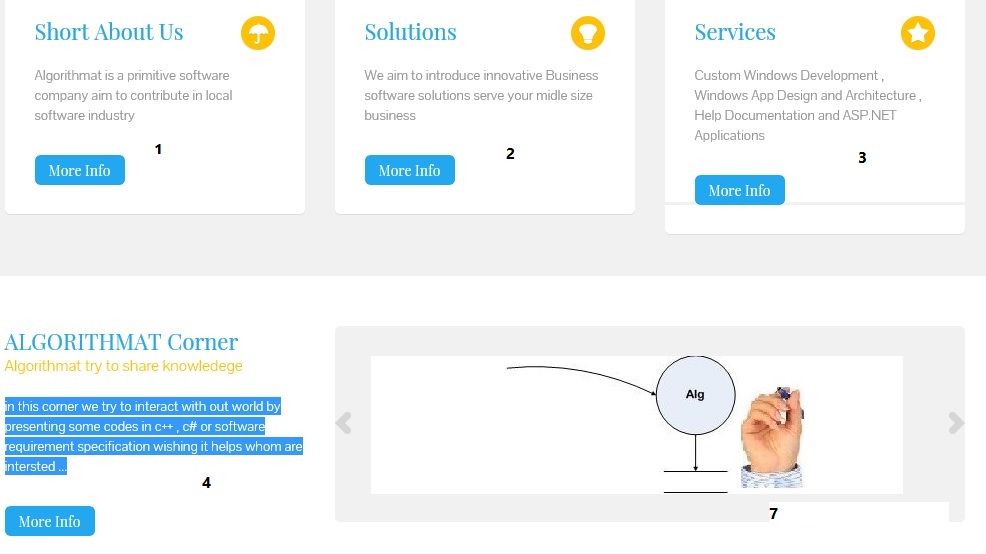 Short About Us
Algorithmat is a primitive software
company aim to contribute in local
software industry
1
More Info
Solutions
We aim to introduce innovative Business
software solutions serve your midle size
business
2
More Info
Services
Custom Windows Development ,
Windows App Design and Architecture ,
Help Documentation and ASP.NET
Applications
3
More Info
ALGORITHMAT Corner
Algorithmat try to share knowledege
in this corner we try to interact with out world by
presenting some codes in c++ , c# or software
requirement specification wishing it helps whom are
intersted ...
4
More Info
Alg
7